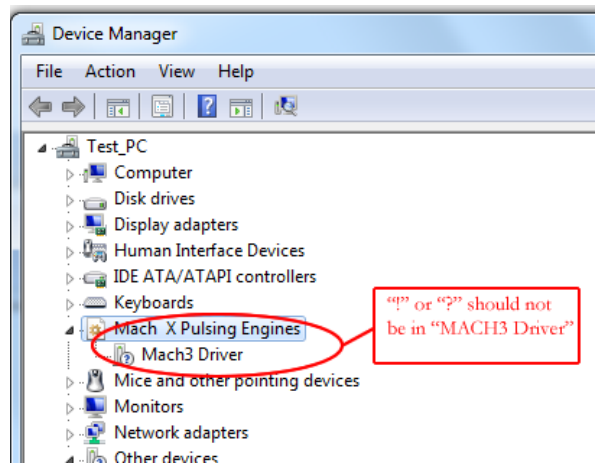 Device Manager
File Action View Help
Test_PC
Computer
Disk drives
Display adapters
Human Interface Devices
IDE ATA/ATAPI controllers
Keyboards
“!” or “?” should not
be in “MACH3 Driver”
Mach X Pulsing Engines
Mach3 Driver
Mice and other pointing devices
Monitors
Network adapters
Other devices